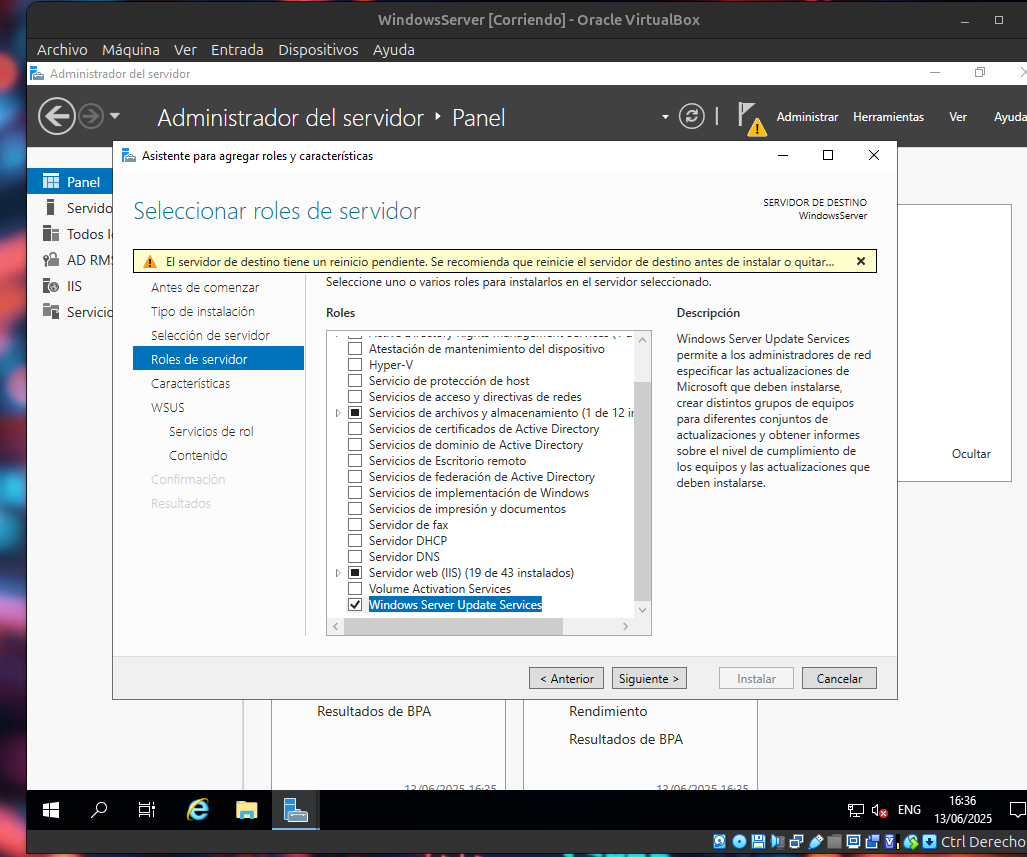 WindowsServer [Corriendo] - Oracle VirtualBox
Archivo Máquina Ver Entrada Dispositivos Ayuda
Administrador del servidor
Administrador del servidor Panel
Administrar Herramientas Ver Ayuda
Asistente para agregar roles y características
Panel
Servido
Todos l
AD RMS
IIS
Servicio
Seleccionar roles de servidor
SERVIDOR DE DESTINO
WindowsServer
El servidor de destino tiene un reinicio pendiente. Se recomienda que reinicie el servidor de destino antes de instalar o quitar...
Antes de comenzar
Tipo de instalación
Selección de servidor
Roles de servidor
Características
WSUS
Servicios de rol
Contenido
Confirmación
Resultados
Seleccione uno o varios roles para instalarlos en el servidor seleccionado.
Roles
Active Directory Rights Management Services (1 d
Atestación de mantenimiento del dispositivo
Hyper-V
Servicio de protección de host
Servicios de acceso y directivas de redes
Servicios de archivos y almacenamiento (1 de 12 ir
Servicios de certificados de Active Directory
Servicios de dominio de Active Directory
Servicios de Escritorio remoto
Servicios de federación de Active Directory
Servicios de implementación de Windows
Servicios de impresión y documentos
Servidor de fax
Servidor DHCP
Servidor DNS
Servidor web (IIS) (19 de 43 instalados)
Volume Activation Services
Windows Server Update Services
Descripción
Windows Server Update Services
permite a los administradores de red
especificar las actualizaciones de
Microsoft que deben instalarse,
crear distintos grupos de equipos
para diferentes conjuntos de
actualizaciones y obtener informes
sobre el nivel de cumplimiento de
los equipos y las actualizaciones que
deben instalarse.
Ocultar
< Anterior Siguiente > Instalar Cancelar
Resultados de BPA
Rendimiento
Resultados de BPA
13/06/2025 16:35
13/06/2025 16:35
ENG
16:36
13/06/2025
Ctrl Derecho